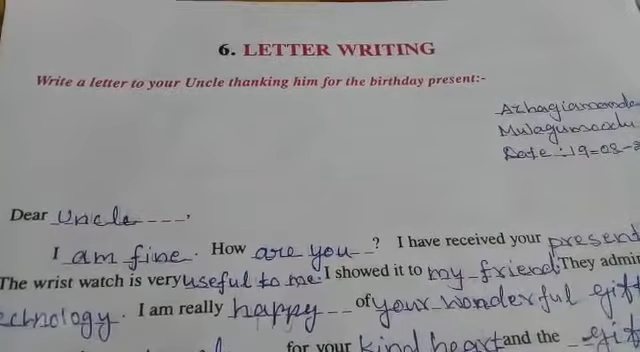 6. LETTER WRITING
Write a letter to your Uncle thanking him for the birthday present:-
Date :19-08-
Dear Uncle ,
I am fine. How are you ? I have received your present
The wrist watch is very useful to me. I showed it to my friend. They admir
echnology. I am really happy of your wonderful gift
for your kind heart and the gift